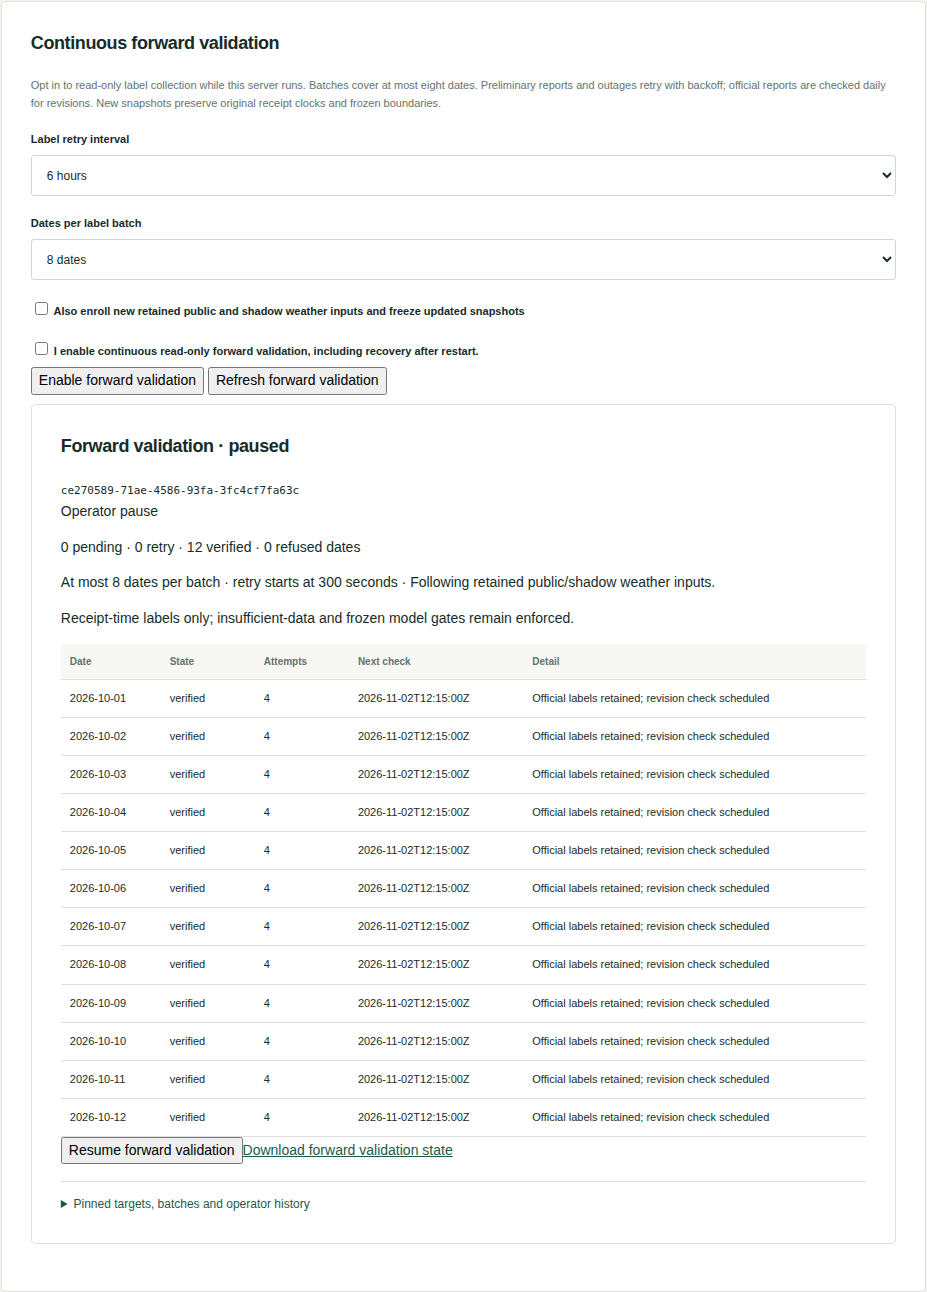 Continuous forward validation
Opt in to read-only label collection while this server runs. Batches cover at most eight dates. Preliminary reports and outages retry with backoff; official reports are checked daily
for revisions. New snapshots preserve original receipt clocks and frozen boundaries.
Label retry interval
6 hours
Dates per label batch
8 dates
Also enroll new retained public and shadow weather inputs and freeze updated snapshots
I enable continuous read-only forward validation, including recovery after restart.
Enable forward validation Refresh forward validation
Forward validation · paused
ce270589-71ae-4586-93fa-3fc4cf7fa63c
Operator pause
0 pending · 0 retry · 12 verified · 0 refused dates
At most 8 dates per batch · retry starts at 300 seconds · Following retained public/shadow weather inputs.
Receipt-time labels only; insufficient-data and frozen model gates remain enforced.
Date State Attempts Next check Detail
2026-10-01 verified 4 2026-11-02T12:15:00Z Official labels retained; revision check scheduled
2026-10-02 verified 4 2026-11-02T12:15:00Z Official labels retained; revision check scheduled
2026-10-03 verified 4 2026-11-02T12:15:00Z Official labels retained; revision check scheduled
2026-10-04 verified 4 2026-11-02T12:15:00Z Official labels retained; revision check scheduled
2026-10-05 verified 4 2026-11-02T12:15:00Z Official labels retained; revision check scheduled
2026-10-06 verified 4 2026-11-02T12:15:00Z Official labels retained; revision check scheduled
2026-10-07 verified 4 2026-11-02T12:15:00Z Official labels retained; revision check scheduled
2026-10-08 verified 4 2026-11-02T12:15:00Z Official labels retained; revision check scheduled
2026-10-09 verified 4 2026-11-02T12:15:00Z Official labels retained; revision check scheduled
2026-10-10 verified 4 2026-11-02T12:15:00Z Official labels retained; revision check scheduled
2026-10-11 verified 4 2026-11-02T12:15:00Z Official labels retained; revision check scheduled
2026-10-12 verified 4 2026-11-02T12:15:00Z Official labels retained; revision check scheduled
Resume forward validation Download forward validation state
Pinned targets, batches and operator history